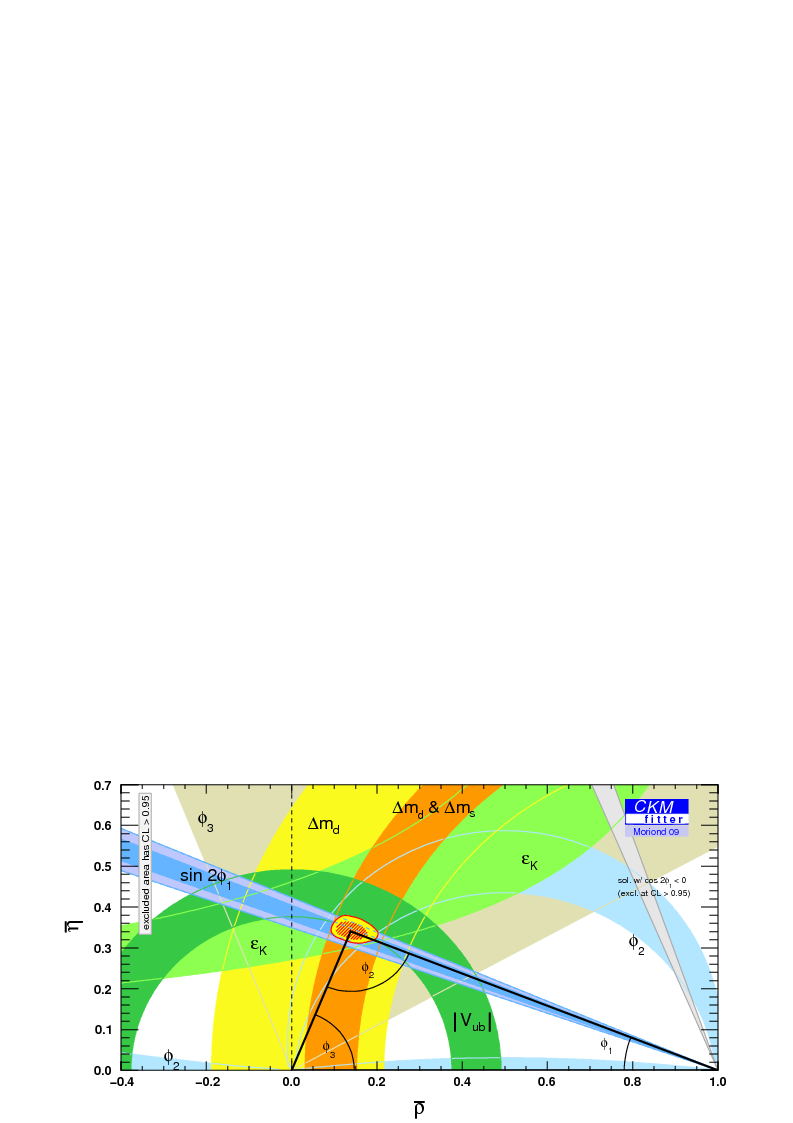 0.7
0.6
0.5
0.4
0.3
0.2
0.1
0.0
η̅
excluded area has CL > 0.95
ϕ3
Δmd
Δmd & Δms
CKM
fitter
Moriond 09
sin 2ϕ1
εK
sol. w/ cos 2ϕ1 < 0
(excl. at CL > 0.95)
εK
ϕ2
ϕ2
|Vub|
ϕ3
ϕ1
ϕ2
−0.4
−0.2
0.0
0.2
0.4
0.6
0.8
1.0
ρ̅